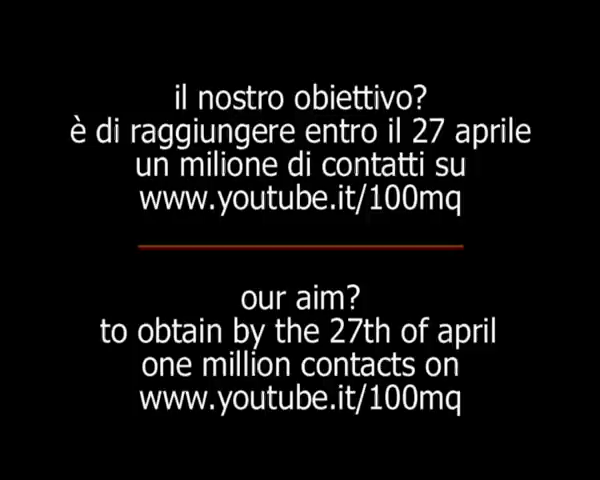 il nostro obiettivo?
è di raggiungere entro il 27 aprile
un milione di contatti su
www.youtube.it/100mq
our aim?
to obtain by the 27th of april
one million contacts on
www.youtube.it/100mq